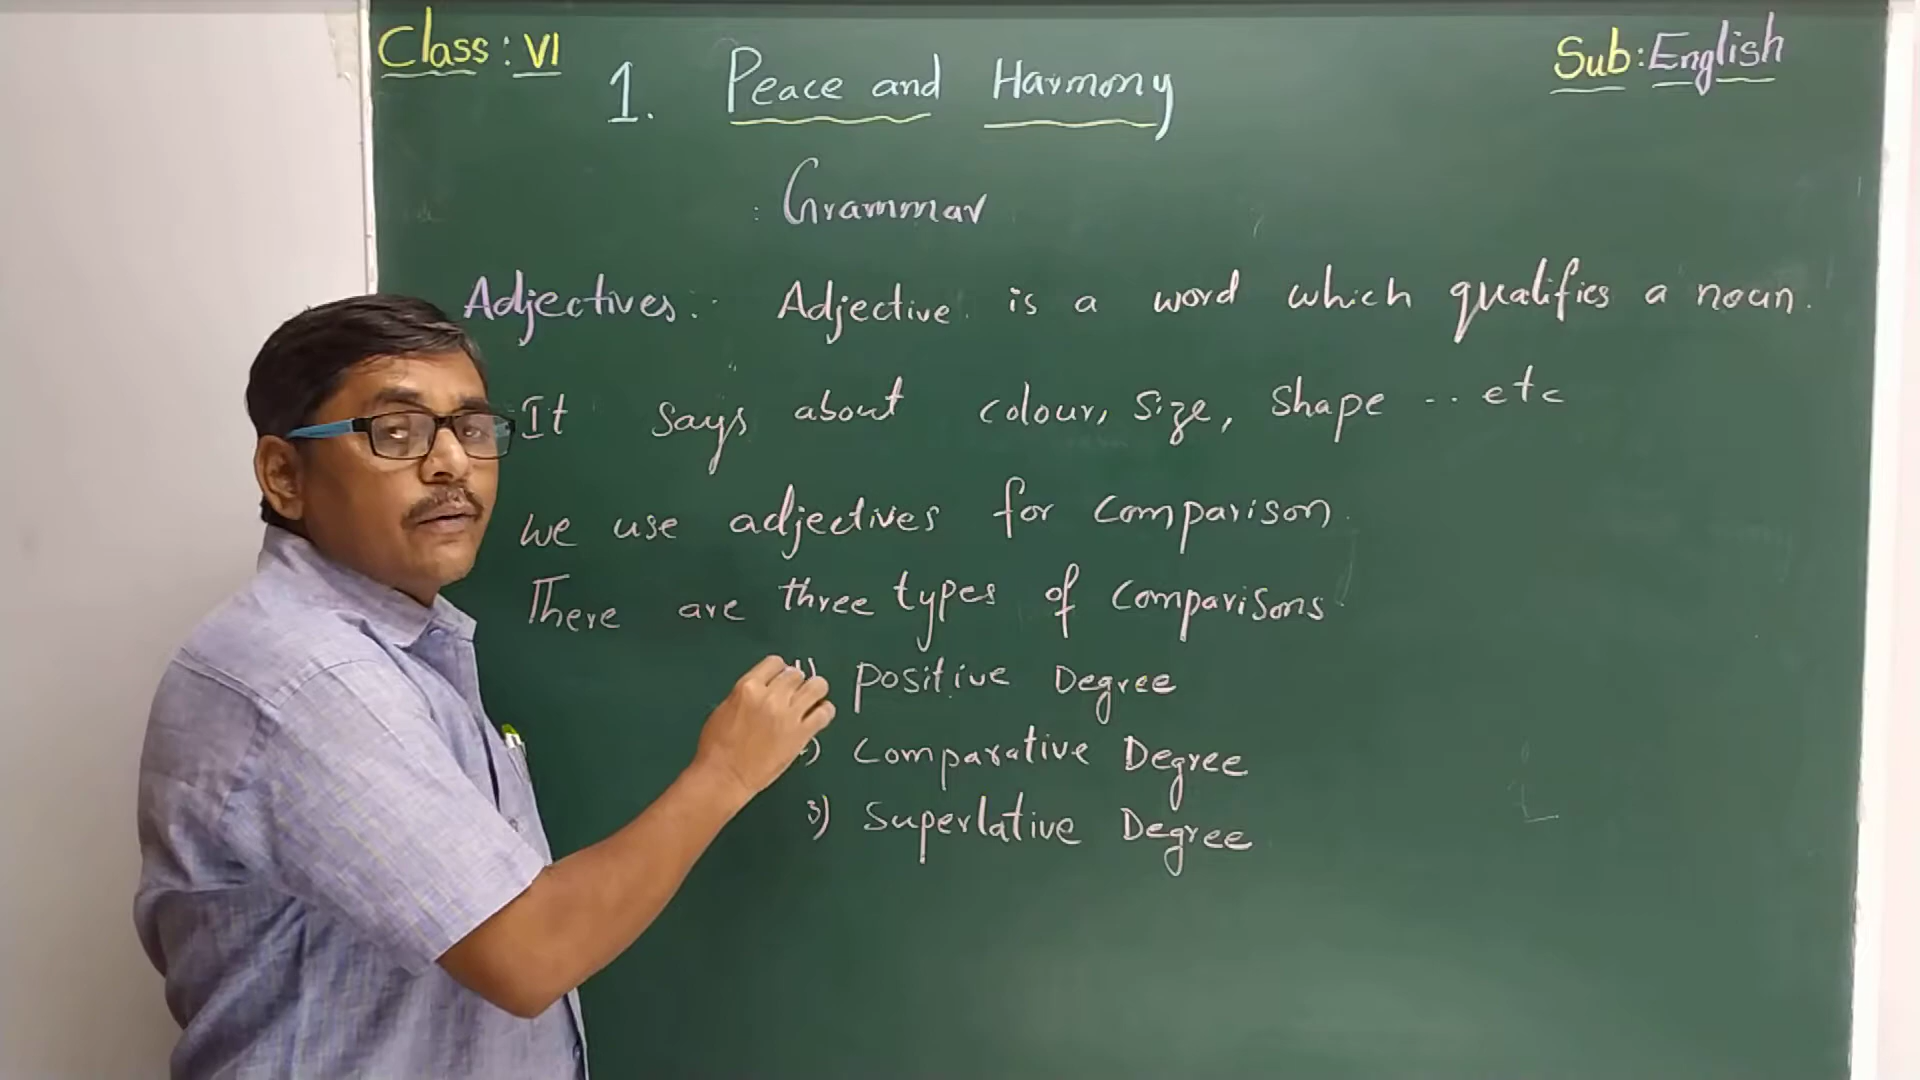 Class: VI
Sub: English
1. Peace and Harmony
: Grammar
Adjectives: Adjective is a word which qualifies a noun.
It says about colour, size, shape .. etc
We use adjectives for comparison.
There are three types of comparisons.
1) positive Degree
2) Comparative Degree
3) Superlative Degree